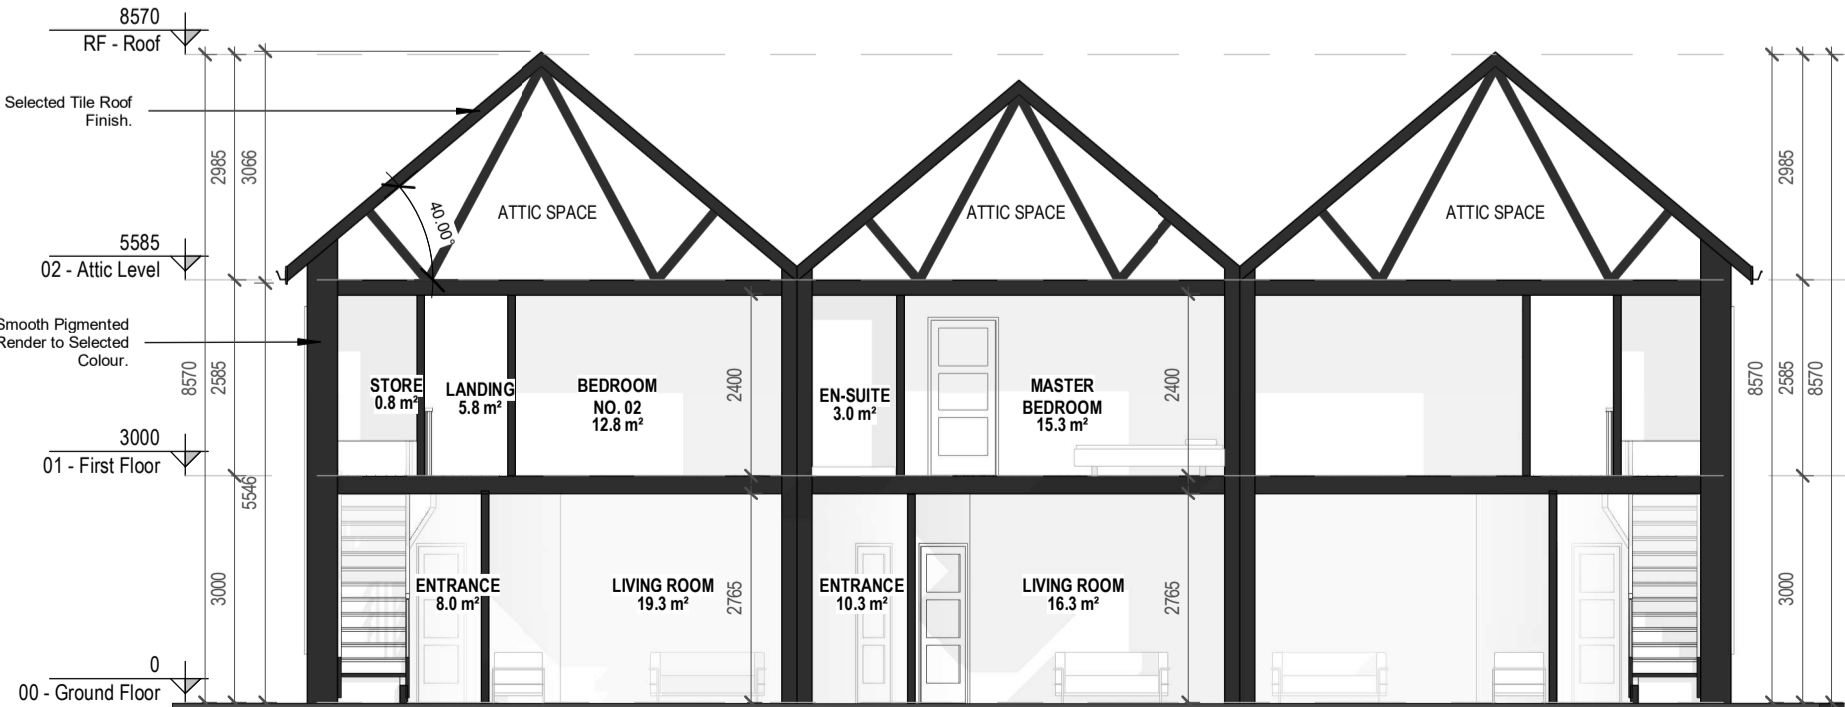 8570
RF - Roof
Selected Tile Roof
Finish.
2985
3066
2985
40.00°
ATTIC SPACE
ATTIC SPACE
ATTIC SPACE
5585
02 - Attic Level
Smooth Pigmented
Render to Selected
Colour.
8570
2585
STORE
0.8 m²
LANDING
5.8 m²
BEDROOM
NO. 02
12.8 m²
2400
EN-SUITE
3.0 m²
MASTER
BEDROOM
15.3 m²
2400
8570
2585
8570
3000
01 - First Floor
5546
3000
ENTRANCE
8.0 m²
LIVING ROOM
19.3 m²
2765
ENTRANCE
10.3 m²
LIVING ROOM
16.3 m²
2765
3000
0
00 - Ground Floor